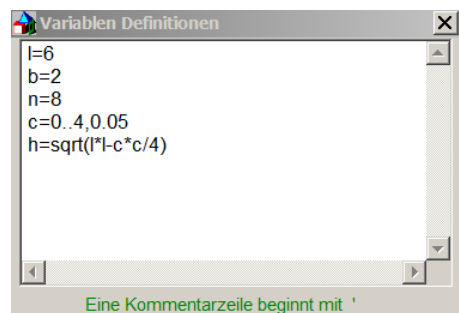 Variablen Definitionen
l=6
b=2
n=8
c=0..4,0.05
h=sqrt(l*l-c*c/4)
Eine Kommentarzeile beginnt mit '